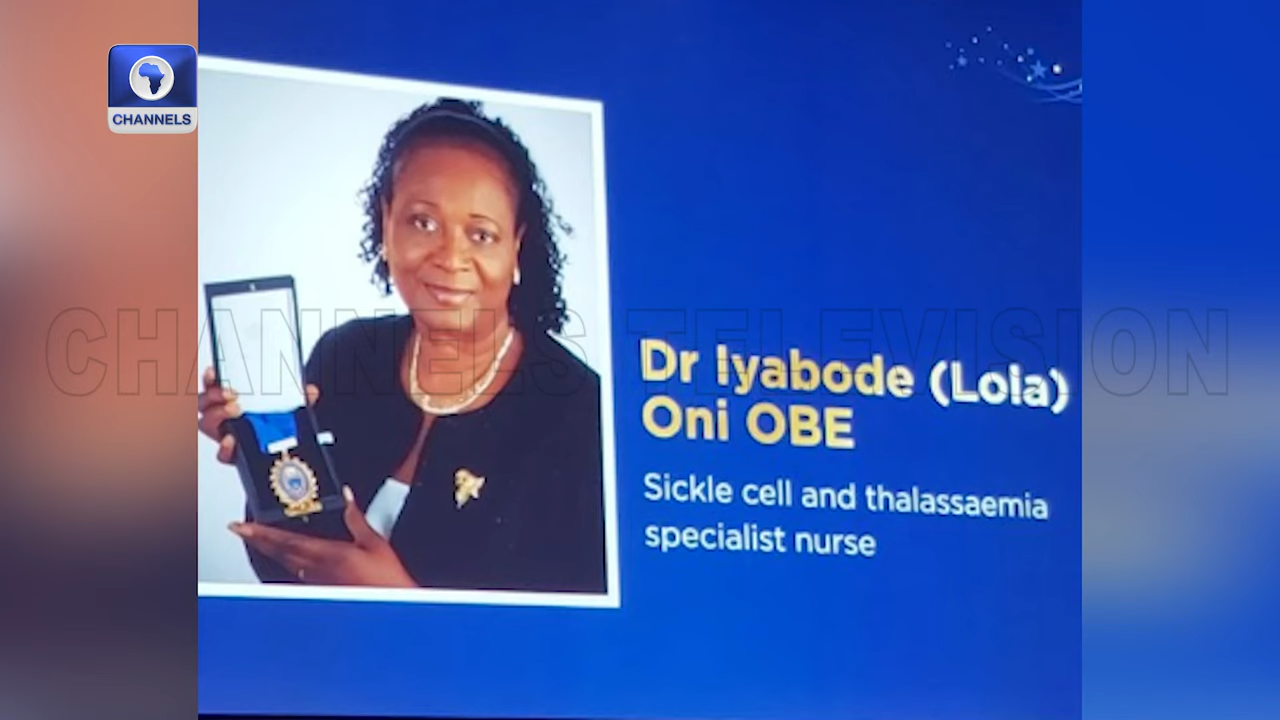 CHANNELS
CHANNELS TELEVISION
Dr Iyabode (Lola)
Oni OBE
Sickle cell and thalassaemia
specialist nurse